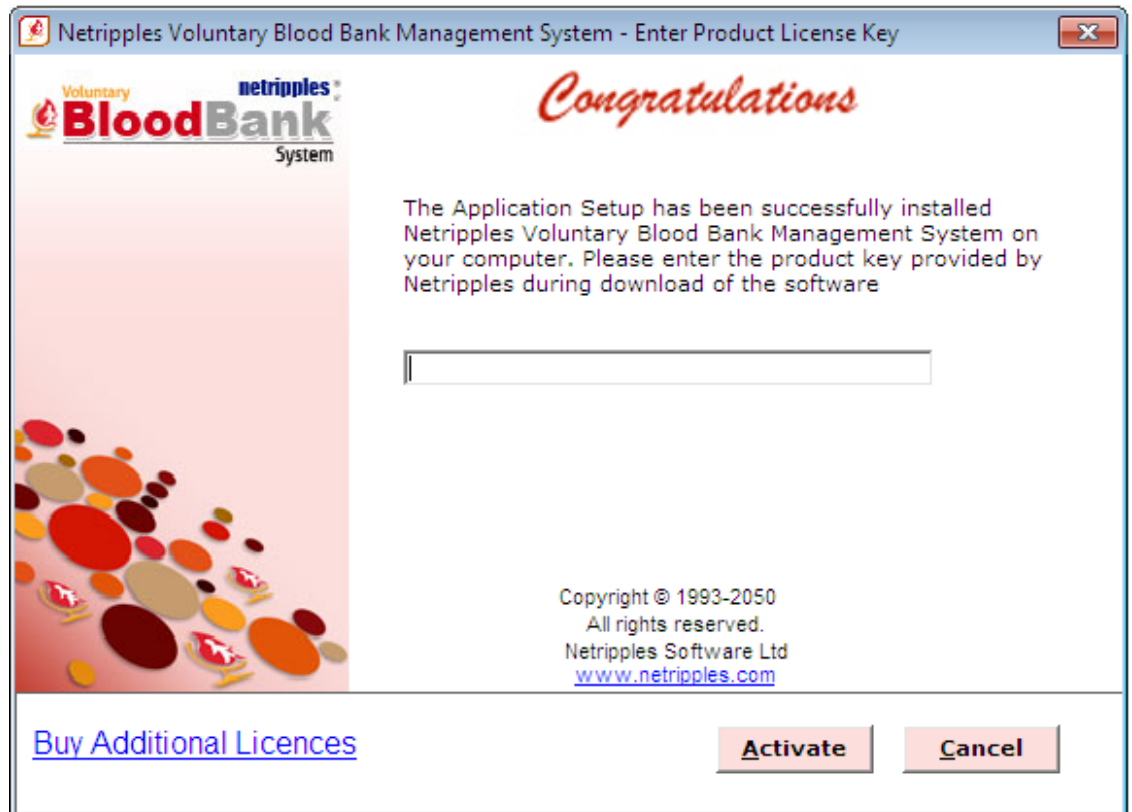 Netripples Voluntary Blood Bank Management System - Enter Product License Key
Voluntary netripples
BloodBank
System
Congratulations
The Application Setup has been successfully installed
Netripples Voluntary Blood Bank Management System on
your computer. Please enter the product key provided by
Netripples during download of the software
Copyright © 1993-2050
All rights reserved.
Netripples Software Ltd
www.netripples.com
Buy Additional Licences
Activate
Cancel